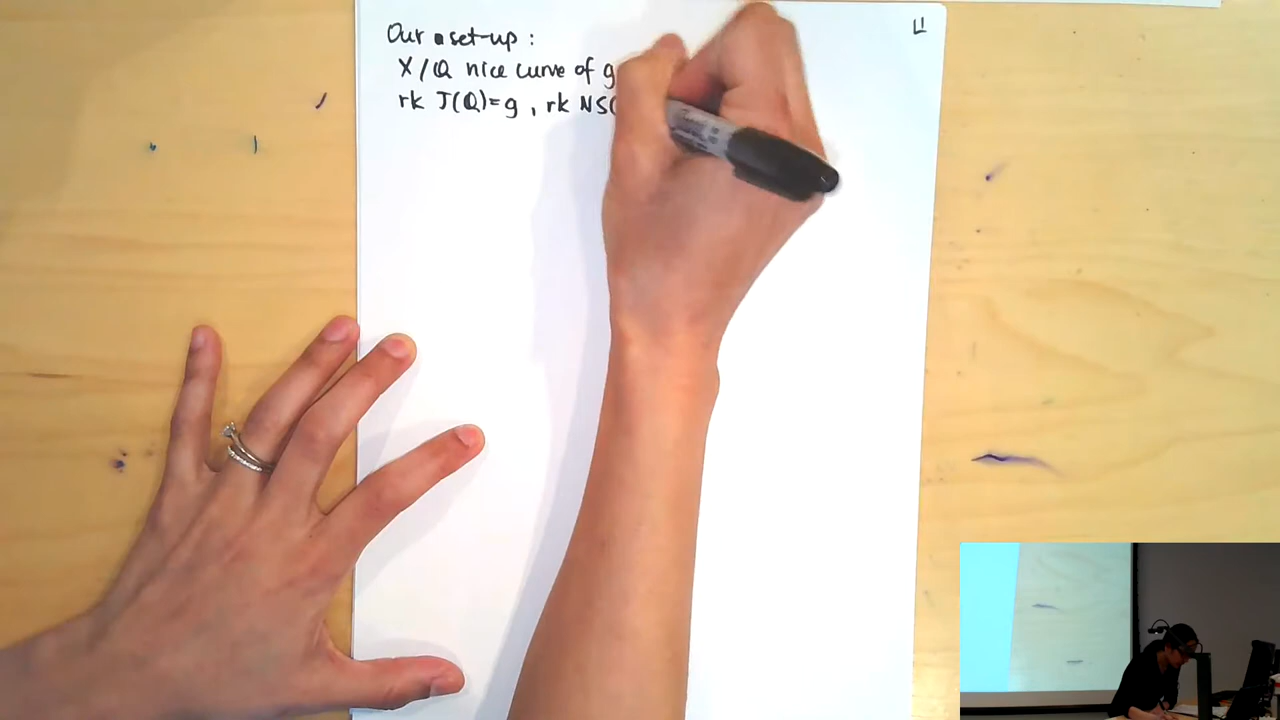 Our set-up :
X/Q nice curve of g
rk J(Q)=g , rk NS(